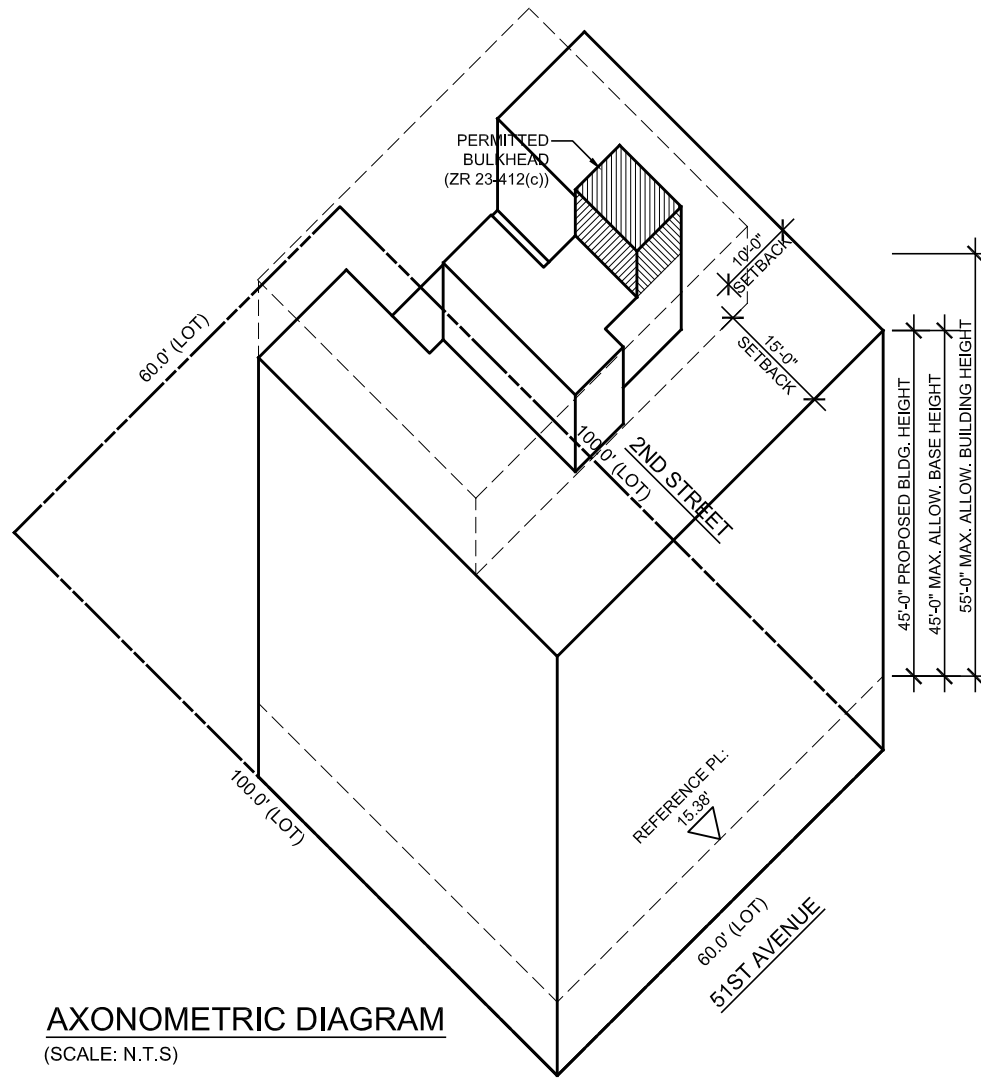 PERMITTED
BULKHEAD
(ZR 23-412(c))
60.0' (LOT)
10'-0"
SETBACK
15'-0"
SETBACK
100.0' (LOT)
2ND STREET
45'-0" PROPOSED BLDG. HEIGHT
45'-0" MAX. ALLOW. BASE HEIGHT
55'-0" MAX. ALLOW. BUILDING HEIGHT
100.0' (LOT)
REFERENCE PL:
15.38'
60.0' (LOT)
51ST AVENUE
AXONOMETRIC DIAGRAM
(SCALE: N.T.S)